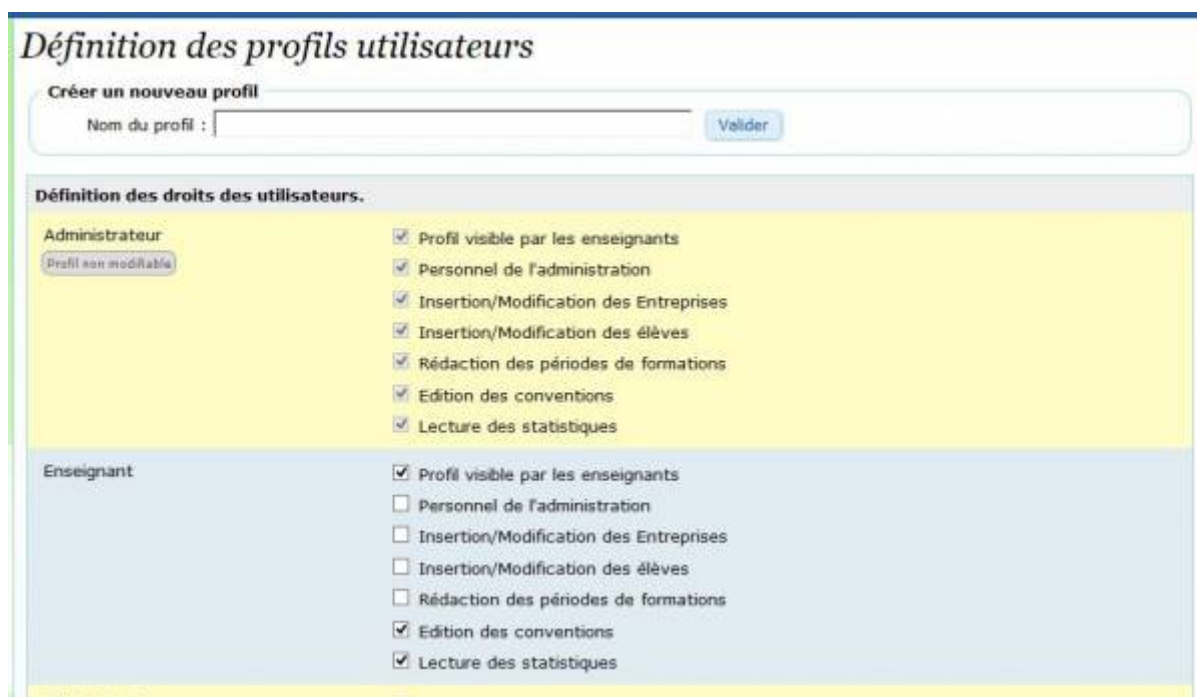 Définition des profils utilisateurs
Créer un nouveau profil
Nom du profil :
Valider
Définition des droits des utilisateurs.
Administrateur
Profil non modifiable
Profil visible par les enseignants
Personnel de l'administration
Insertion/Modification des Entreprises
Insertion/Modification des élèves
Rédaction des périodes de formations
Edition des conventions
Lecture des statistiques
Enseignant
Profil visible par les enseignants
Personnel de l'administration
Insertion/Modification des Entreprises
Insertion/Modification des élèves
Rédaction des périodes de formations
Edition des conventions
Lecture des statistiques